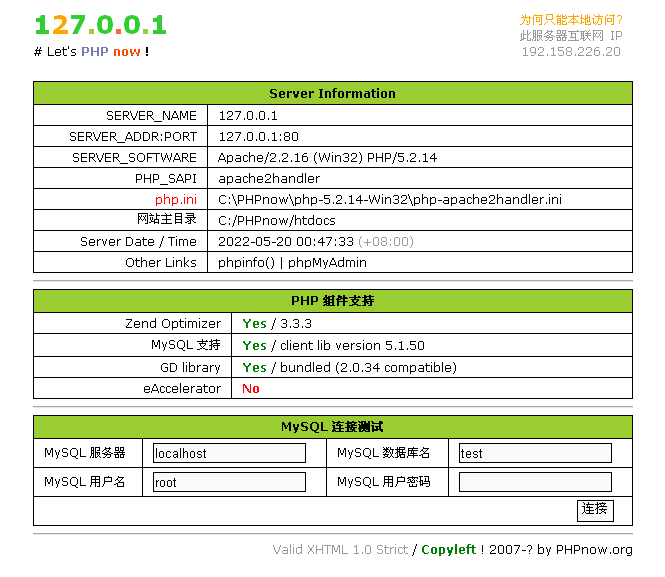 127.0.0.1
为何只能本地访问?
# Let's PHP now !
此服务器互联网 IP
192.158.226.20
Server Information
SERVER_NAME 127.0.0.1
SERVER_ADDR:PORT 127.0.0.1:80
SERVER_SOFTWARE Apache/2.2.16 (Win32) PHP/5.2.14
PHP_SAPI apache2handler
php.ini C:\PHPnow\php-5.2.14-Win32\php-apache2handler.ini
网站主目录 C:/PHPnow/htdocs
Server Date / Time 2022-05-20 00:47:33 (+08:00)
Other Links phpinfo() | phpMyAdmin
PHP 组件支持
Zend Optimizer Yes / 3.3.3
MySQL 支持 Yes / client lib version 5.1.50
GD library Yes / bundled (2.0.34 compatible)
eAccelerator No
MySQL 连接测试
MySQL 服务器 localhost MySQL 数据库名 test
MySQL 用户名 root MySQL 用户密码
连接
Valid XHTML 1.0 Strict / Copyleft ! 2007-? by PHPnow.org